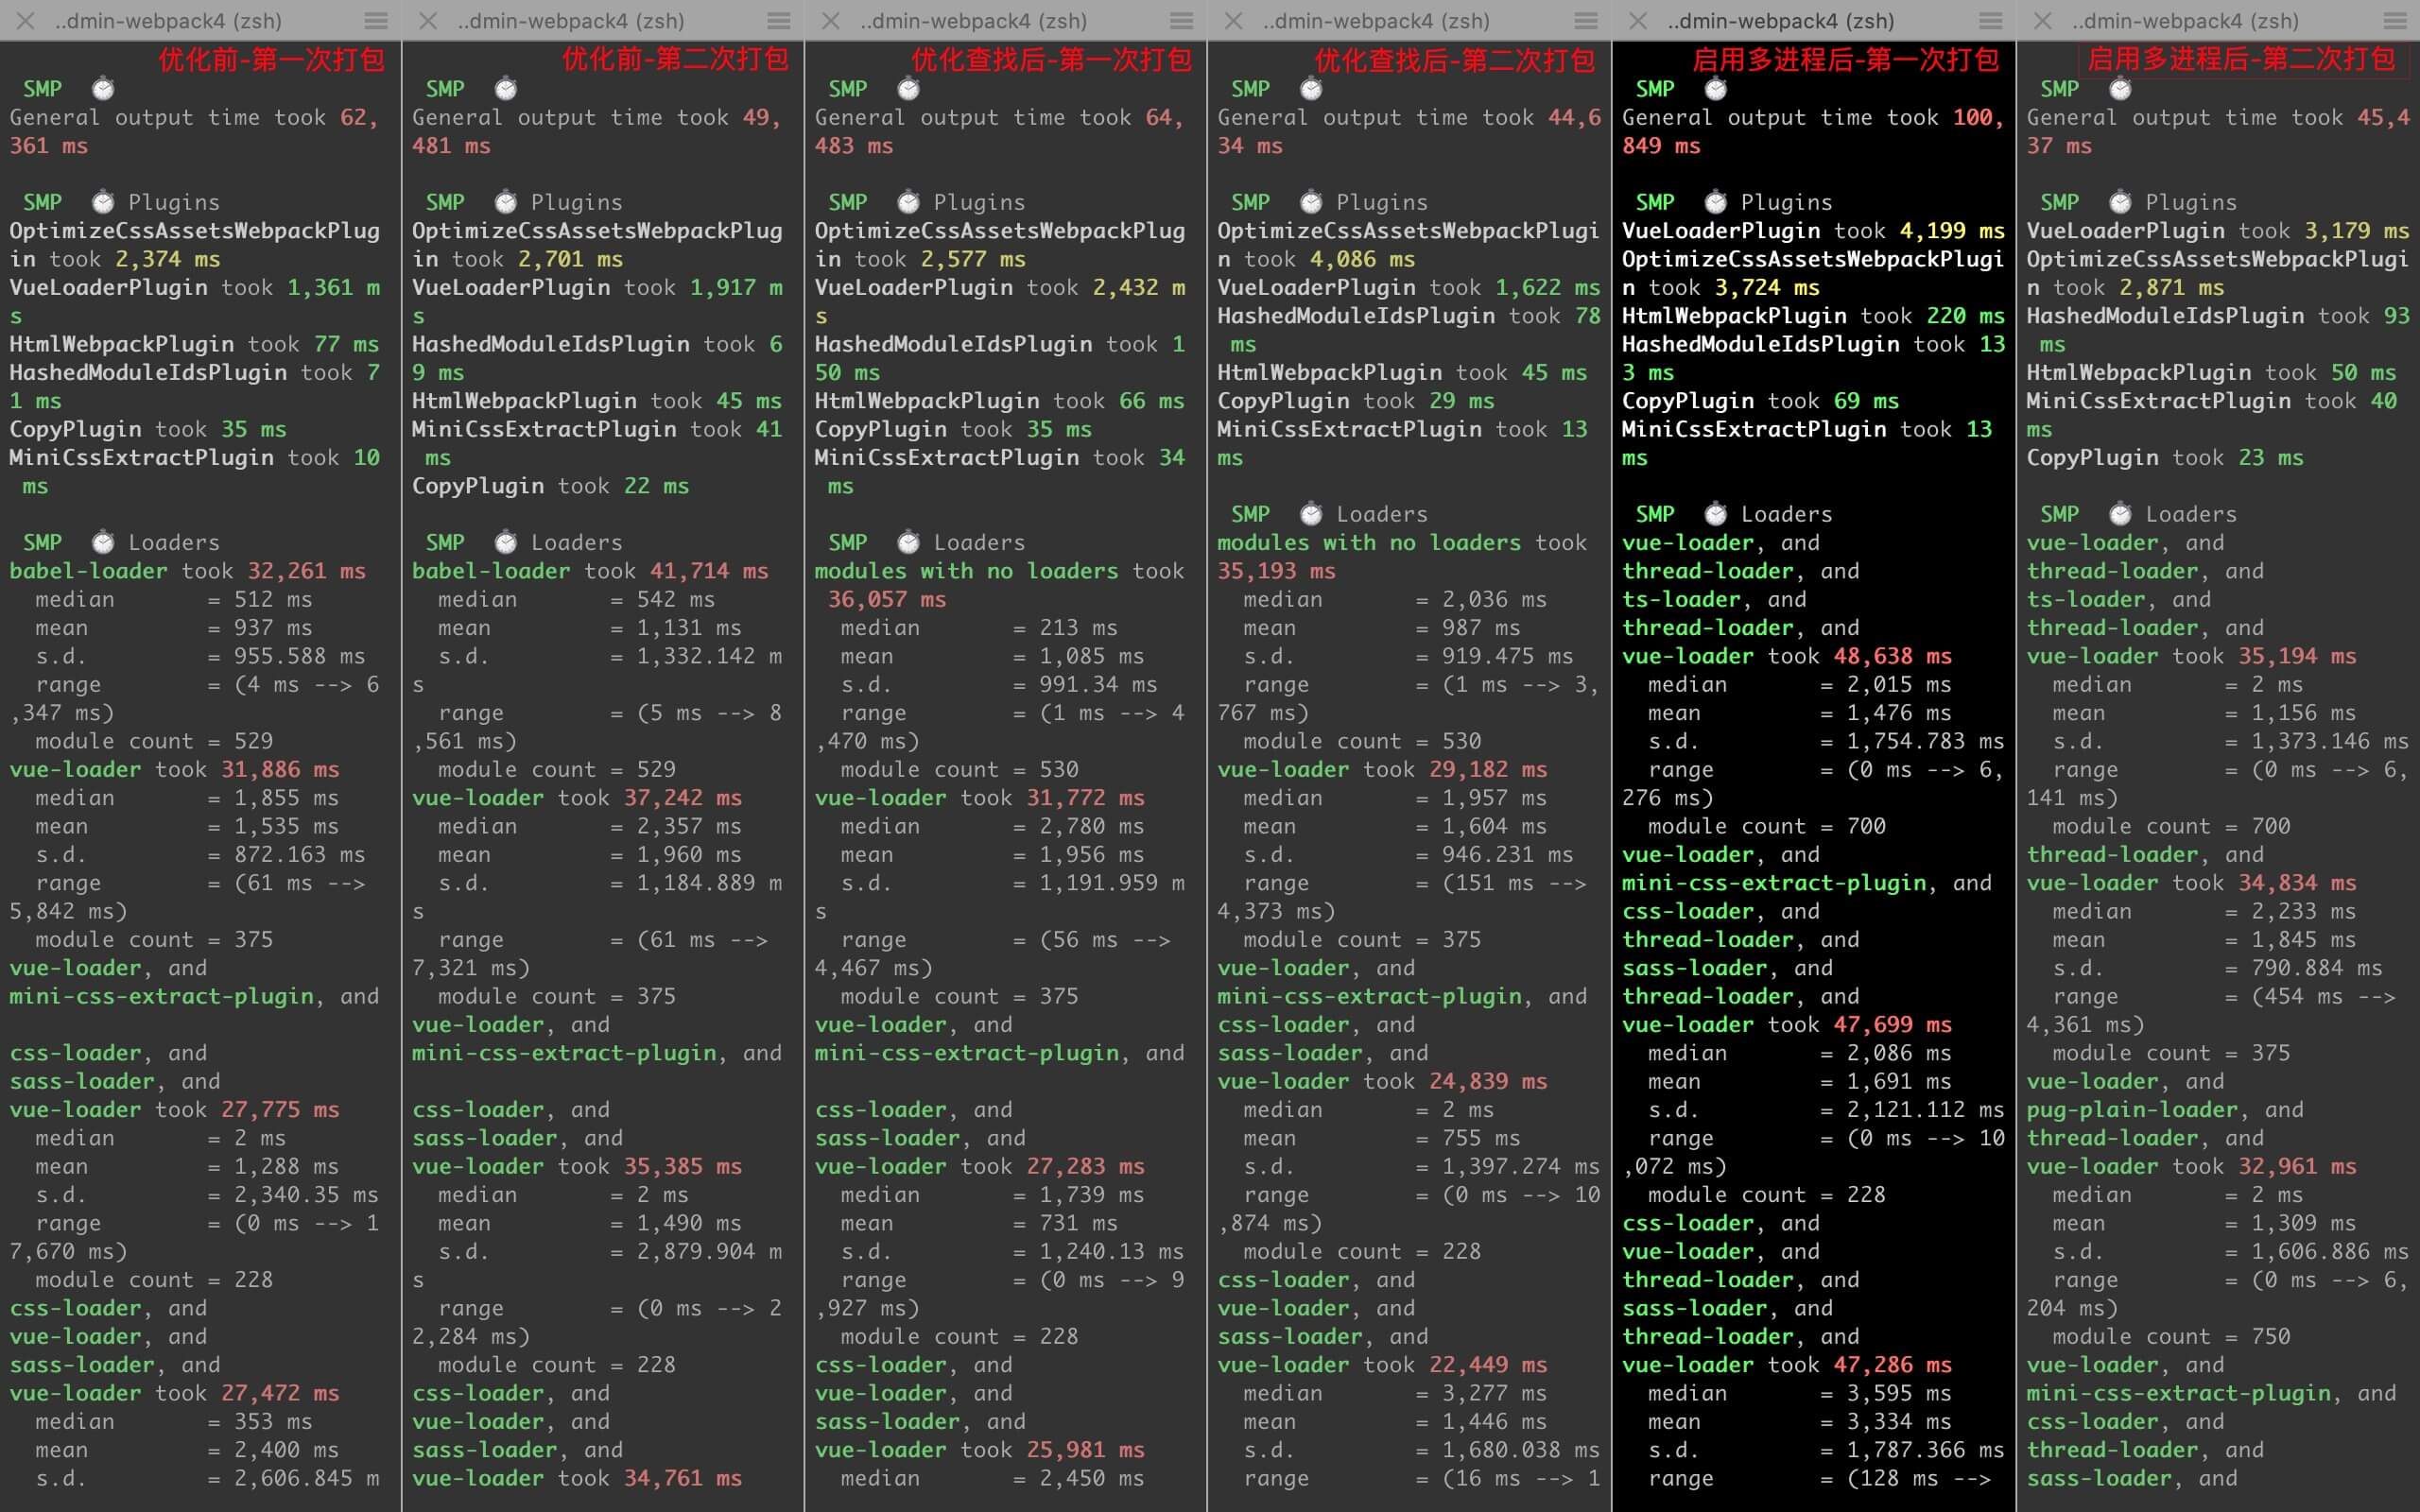 ..dmin-webpack4 (zsh)
优化前-第一次打包
SMP
General output time took 62,
361 ms
SMP Plugins
OptimizeCssAssetsWebpackPlug
in took 2,374 ms
VueLoaderPlugin took 1,361 m
s
HtmlWebpackPlugin took 77 ms
HashedModuleIdsPlugin took 7
1 ms
CopyPlugin took 35 ms
MiniCssExtractPlugin took 10
ms
SMP Loaders
babel-loader took 32,261 ms
median = 512 ms
mean = 937 ms
s.d. = 955.588 ms
range = (4 ms --> 6
,347 ms)
module count = 529
vue-loader took 31,886 ms
median = 1,855 ms
mean = 1,535 ms
s.d. = 872.163 ms
range = (61 ms -->
5,842 ms)
module count = 375
vue-loader, and
mini-css-extract-plugin, and
css-loader, and
sass-loader, and
vue-loader took 27,775 ms
median = 2 ms
mean = 1,288 ms
s.d. = 2,340.35 ms
range = (0 ms --> 1
7,670 ms)
module count = 228
css-loader, and
vue-loader, and
sass-loader, and
vue-loader took 27,472 ms
median = 353 ms
mean = 2,400 ms
s.d. = 2,606.845 m
..dmin-webpack4 (zsh)
优化前-第二次打包
SMP
General output time took 49,
481 ms
SMP Plugins
OptimizeCssAssetsWebpackPlug
in took 2,701 ms
VueLoaderPlugin took 1,917 m
s
HashedModuleIdsPlugin took 6
9 ms
HtmlWebpackPlugin took 45 ms
MiniCssExtractPlugin took 41
ms
CopyPlugin took 22 ms
SMP Loaders
babel-loader took 41,714 ms
median = 542 ms
mean = 1,131 ms
s.d. = 1,332.142 m
s
range = (5 ms --> 8
,561 ms)
module count = 529
vue-loader took 37,242 ms
median = 2,357 ms
mean = 1,960 ms
s.d. = 1,184.889 m
s
range = (61 ms -->
7,321 ms)
module count = 375
vue-loader, and
mini-css-extract-plugin, and
css-loader, and
sass-loader, and
vue-loader took 35,385 ms
median = 2 ms
mean = 1,490 ms
s.d. = 2,879.904 m
s
range = (0 ms --> 2
2,284 ms)
module count = 228
css-loader, and
vue-loader, and
sass-loader, and
vue-loader took 34,761 ms
..dmin-webpack4 (zsh)
优化查找后-第一次打包
SMP
General output time took 64,
483 ms
SMP Plugins
OptimizeCssAssetsWebpackPlug
in took 2,577 ms
VueLoaderPlugin took 2,432 m
s
HashedModuleIdsPlugin took 1
50 ms
HtmlWebpackPlugin took 66 ms
CopyPlugin took 35 ms
MiniCssExtractPlugin took 34
ms
SMP Loaders
modules with no loaders took
36,057 ms
median = 213 ms
mean = 1,085 ms
s.d. = 991.34 ms
range = (1 ms --> 4
,470 ms)
module count = 530
vue-loader took 31,772 ms
median = 2,780 ms
mean = 1,956 ms
s.d. = 1,191.959 m
s
range = (56 ms -->
4,467 ms)
module count = 375
vue-loader, and
mini-css-extract-plugin, and
css-loader, and
sass-loader, and
vue-loader took 27,283 ms
median = 1,739 ms
mean = 731 ms
s.d. = 1,240.13 ms
range = (0 ms --> 9
,927 ms)
module count = 228
css-loader, and
vue-loader, and
sass-loader, and
vue-loader took 25,981 ms
median = 2,450 ms
..dmin-webpack4 (zsh)
优化查找后-第二次打包
SMP
General output time took 44,6
34 ms
SMP Plugins
OptimizeCssAssetsWebpackPlugi
n took 4,086 ms
VueLoaderPlugin took 1,622 ms
HashedModuleIdsPlugin took 78
ms
HtmlWebpackPlugin took 45 ms
CopyPlugin took 29 ms
MiniCssExtractPlugin took 13
ms
SMP Loaders
modules with no loaders took
35,193 ms
median = 2,036 ms
mean = 987 ms
s.d. = 919.475 ms
range = (1 ms --> 3,
767 ms)
module count = 530
vue-loader took 29,182 ms
median = 1,957 ms
mean = 1,604 ms
s.d. = 946.231 ms
range = (151 ms -->
4,373 ms)
module count = 375
vue-loader, and
mini-css-extract-plugin, and
css-loader, and
sass-loader, and
vue-loader took 24,839 ms
median = 2 ms
mean = 755 ms
s.d. = 1,397.274 ms
range = (0 ms --> 10
,874 ms)
module count = 228
css-loader, and
vue-loader, and
sass-loader, and
vue-loader took 22,449 ms
median = 3,277 ms
mean = 1,446 ms
s.d. = 1,680.038 ms
range = (16 ms --> 1
..dmin-webpack4 (zsh)
启用多进程后-第一次打包
SMP
General output time took 100,
849 ms
SMP Plugins
VueLoaderPlugin took 4,199 ms
OptimizeCssAssetsWebpackPlugi
n took 3,724 ms
HtmlWebpackPlugin took 220 ms
HashedModuleIdsPlugin took 13
3 ms
CopyPlugin took 69 ms
MiniCssExtractPlugin took 13
ms
SMP Loaders
vue-loader, and
thread-loader, and
ts-loader, and
thread-loader, and
vue-loader took 48,638 ms
median = 2,015 ms
mean = 1,476 ms
s.d. = 1,754.783 ms
range = (0 ms --> 6,
276 ms)
module count = 700
vue-loader, and
mini-css-extract-plugin, and
css-loader, and
thread-loader, and
sass-loader, and
thread-loader, and
vue-loader took 47,699 ms
median = 2,086 ms
mean = 1,691 ms
s.d. = 2,121.112 ms
range = (0 ms --> 10
,072 ms)
module count = 228
css-loader, and
vue-loader, and
thread-loader, and
sass-loader, and
thread-loader, and
vue-loader took 47,286 ms
median = 3,595 ms
mean = 3,334 ms
s.d. = 1,787.366 ms
range = (128 ms -->
..dmin-webpack4 (zsh)
启用多进程后-第二次打包
SMP
General output time took 45,4
37 ms
SMP Plugins
VueLoaderPlugin took 3,179 ms
OptimizeCssAssetsWebpackPlugi
n took 2,871 ms
HashedModuleIdsPlugin took 93
ms
HtmlWebpackPlugin took 50 ms
MiniCssExtractPlugin took 40
ms
CopyPlugin took 23 ms
SMP Loaders
vue-loader, and
thread-loader, and
ts-loader, and
thread-loader, and
vue-loader took 35,194 ms
median = 2 ms
mean = 1,156 ms
s.d. = 1,373.146 ms
range = (0 ms --> 6,
141 ms)
module count = 700
thread-loader, and
vue-loader took 34,834 ms
median = 2,233 ms
mean = 1,845 ms
s.d. = 790.884 ms
range = (454 ms -->
4,361 ms)
module count = 375
vue-loader, and
pug-plain-loader, and
thread-loader, and
vue-loader took 32,961 ms
median = 2 ms
mean = 1,309 ms
s.d. = 1,606.886 ms
range = (0 ms --> 6,
204 ms)
module count = 750
vue-loader, and
mini-css-extract-plugin, and
css-loader, and
thread-loader, and
sass-loader, and